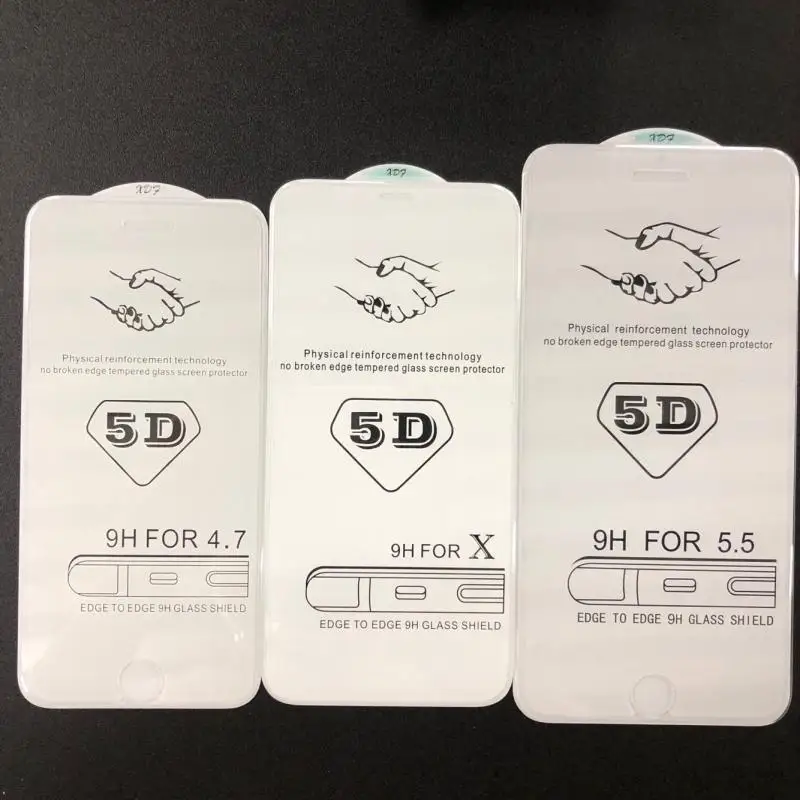 XDF
Physical reinforcement technology
no broken edge tempered glass screen protector
5D
9H FOR 4.7
EDGE TO EDGE 9H GLASS SHIELD
XDF
Physical reinforcement technology
no broken edge tempered glass screen protector
5D
9H FOR X
EDGE TO EDGE 9H GLASS SHIELD
XDF
Physical reinforcement technology
no broken edge tempered glass screen protector
5D
9H FOR 5.5
EDGE TO EDGE 9H GLASS SHIELD